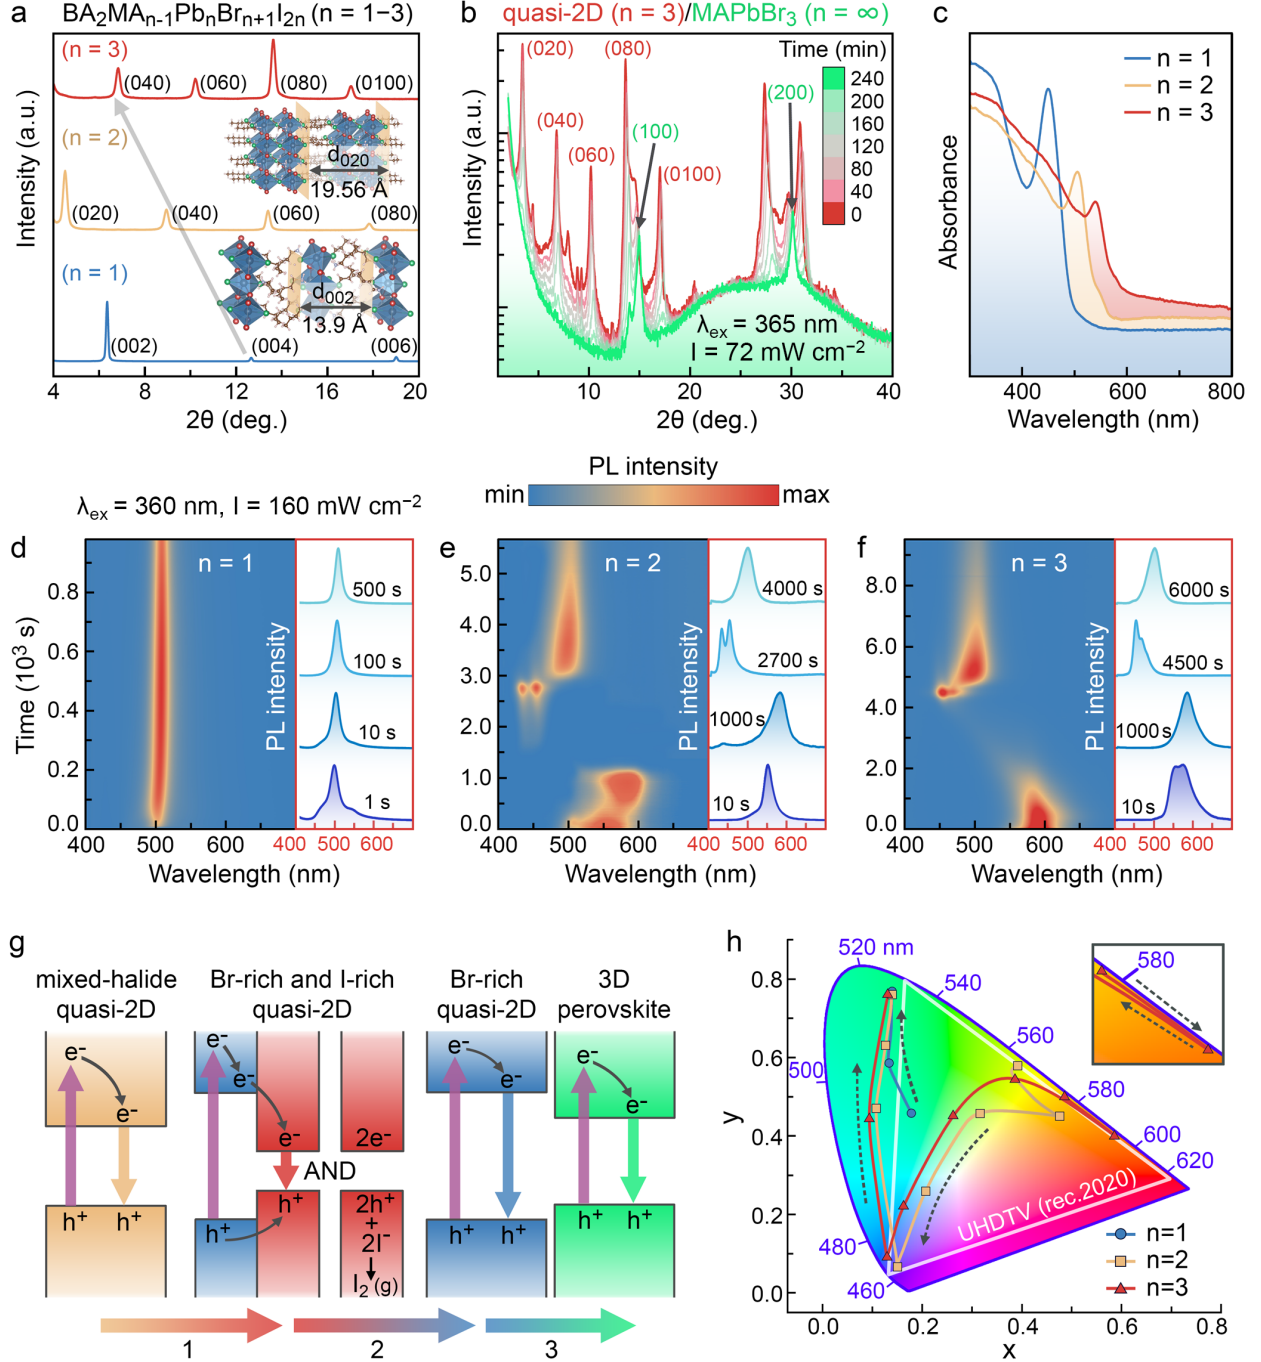 a
BA2MAn-1PbnBrn+1I2n (n = 1−3)
(n = 3)
(040)
(060)
(080)
(0100)
(n = 2)
d020
19.56 Å
(020)
(040)
(060)
(080)
(n = 1)
d002
13.9 Å
(002)
(004)
(006)
Intensity (a.u.)
4
8
12
16
20
2θ (deg.)
b
quasi-2D (n = 3)/MAPbBr3 (n = ∞)
Time (min)
240
200
160
120
80
40
0
(020)
(080)
(200)
(040)
(100)
(060)
(0100)
λex = 365 nm
I = 72 mW cm−2
Intensity (a.u.)
10
20
30
40
2θ (deg.)
c
n = 1
n = 2
n = 3
Absorbance
400
600
800
Wavelength (nm)
PL intensity
min
max
λex = 360 nm, I = 160 mW cm−2
d
n = 1
500 s
100 s
10 s
1 s
PL intensity
Time (10³ s)
0.8
0.6
0.4
0.2
0.0
400
500
600
400
500
600
Wavelength (nm)
e
n = 2
4000 s
2700 s
1000 s
10 s
PL intensity
5.0
4.0
3.0
2.0
1.0
0.0
400
500
600
400
500
600
Wavelength (nm)
f
n = 3
6000 s
4500 s
1000 s
10 s
PL intensity
8.0
6.0
4.0
2.0
0.0
400
500
600
400
500
600
Wavelength (nm)
g
mixed-halide
quasi-2D
Br-rich and I-rich
quasi-2D
Br-rich
quasi-2D
3D
perovskite
e-
e-
h+
h+
e-
e-
e-
h+
h+
AND
2e-
2h+
+
2I-
I2 (g)
e-
e-
h+
h+
e-
e-
h+
h+
1
2
3
h
520 nm
540
560
580
600
620
500
480
460
580
UHDTV (rec.2020)
n=1
n=2
n=3
y
0.8
0.6
0.4
0.2
0.0
0.0
0.2
0.4
0.6
0.8
x